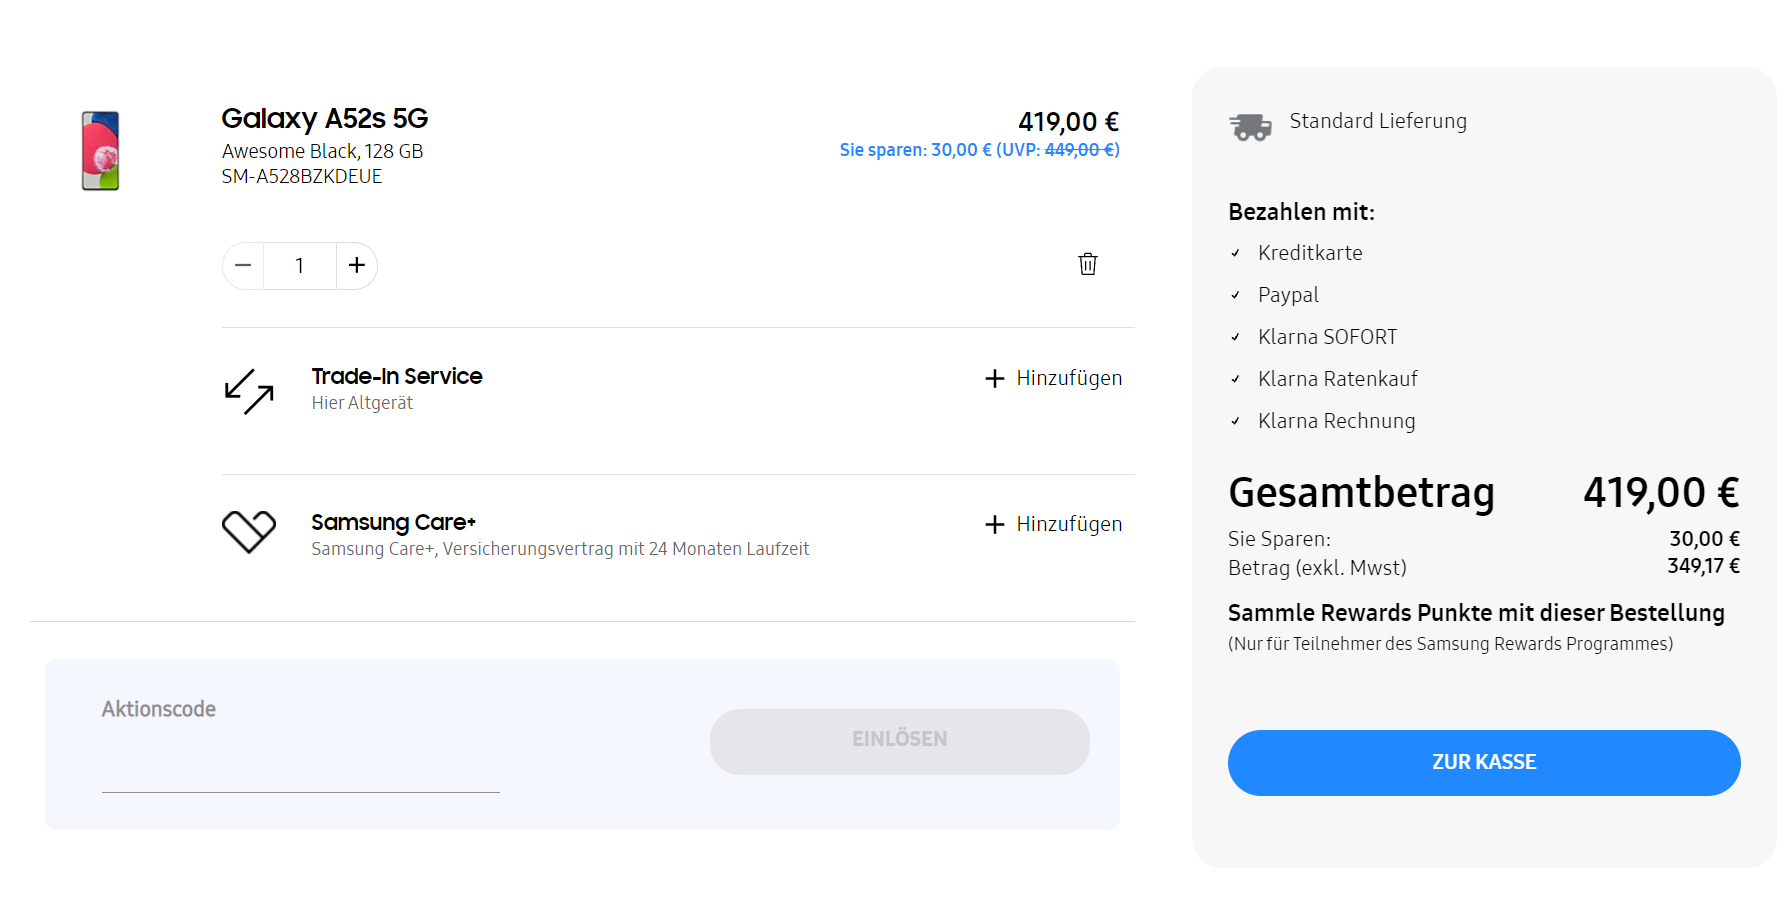 Galaxy A52s 5G
Awesome Black, 128 GB
SM-A528BZKDEUE
419,00 €
Sie sparen: 30,00 € (UVP: 449,00 €)
1
Trade-In Service
Hier Altgerät
Hinzufügen
Samsung Care+
Samsung Care+, Versicherungsvertrag mit 24 Monaten Laufzeit
Hinzufügen
Aktionscode
EINLÖSEN
Standard Lieferung
Bezahlen mit:
Kreditkarte
Paypal
Klarna SOFORT
Klarna Ratenkauf
Klarna Rechnung
Gesamtbetrag 419,00 €
Sie Sparen: 30,00 €
Betrag (exkl. Mwst) 349,17 €
Sammle Rewards Punkte mit dieser Bestellung
(Nur für Teilnehmer des Samsung Rewards Programmes)
ZUR KASSE